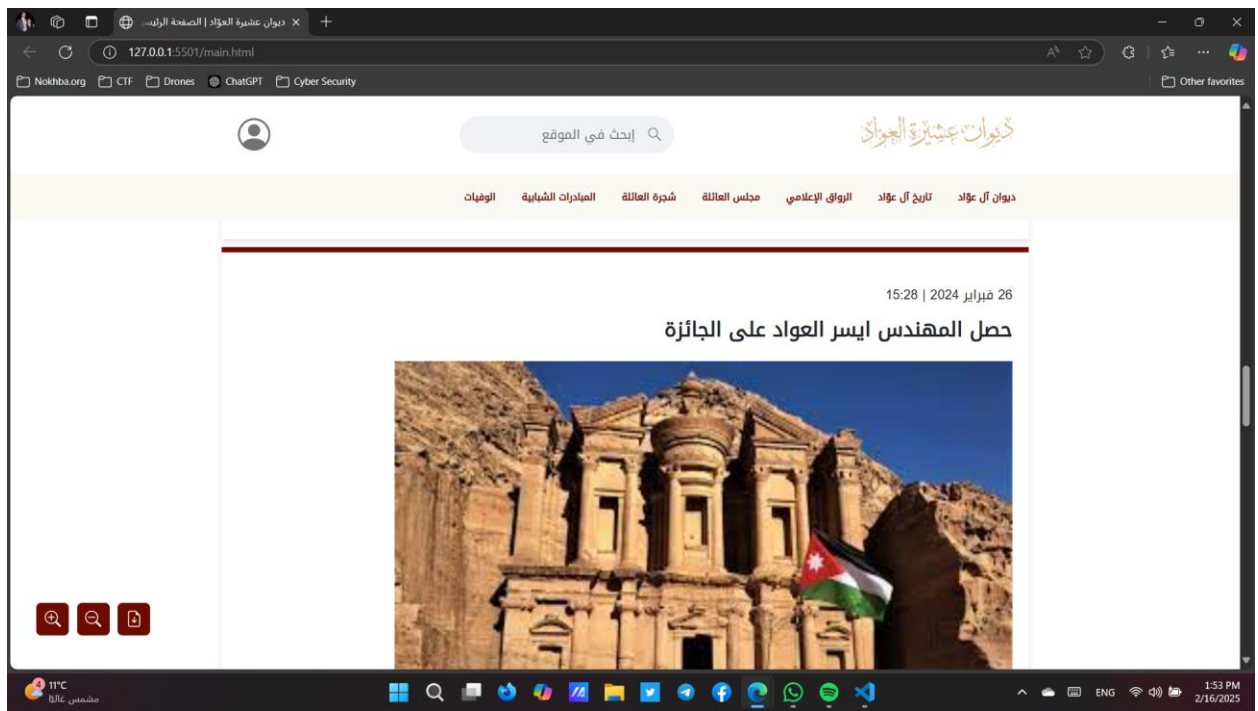 ديوان عشيرة العوّاد | الصفحة الرئيس
127.0.0.1:5501/main.html
Nokhba.org CTF Drones ChatGPT Cyber Security
Other favorites
ديوان عشيرة العواد
إبحث في الموقع
ديوان آل عوّاد تاريخ آل عوّاد الرواق الإعلامي مجلس العائلة شجرة العائلة المبادرات الشبابية الوفيات
26 فبراير 2024 | 15:28
حصل المهندس ايسر العواد على الجائزة
4
11°C
مشمس غالبًا
ENG
1:53 PM
2/16/2025